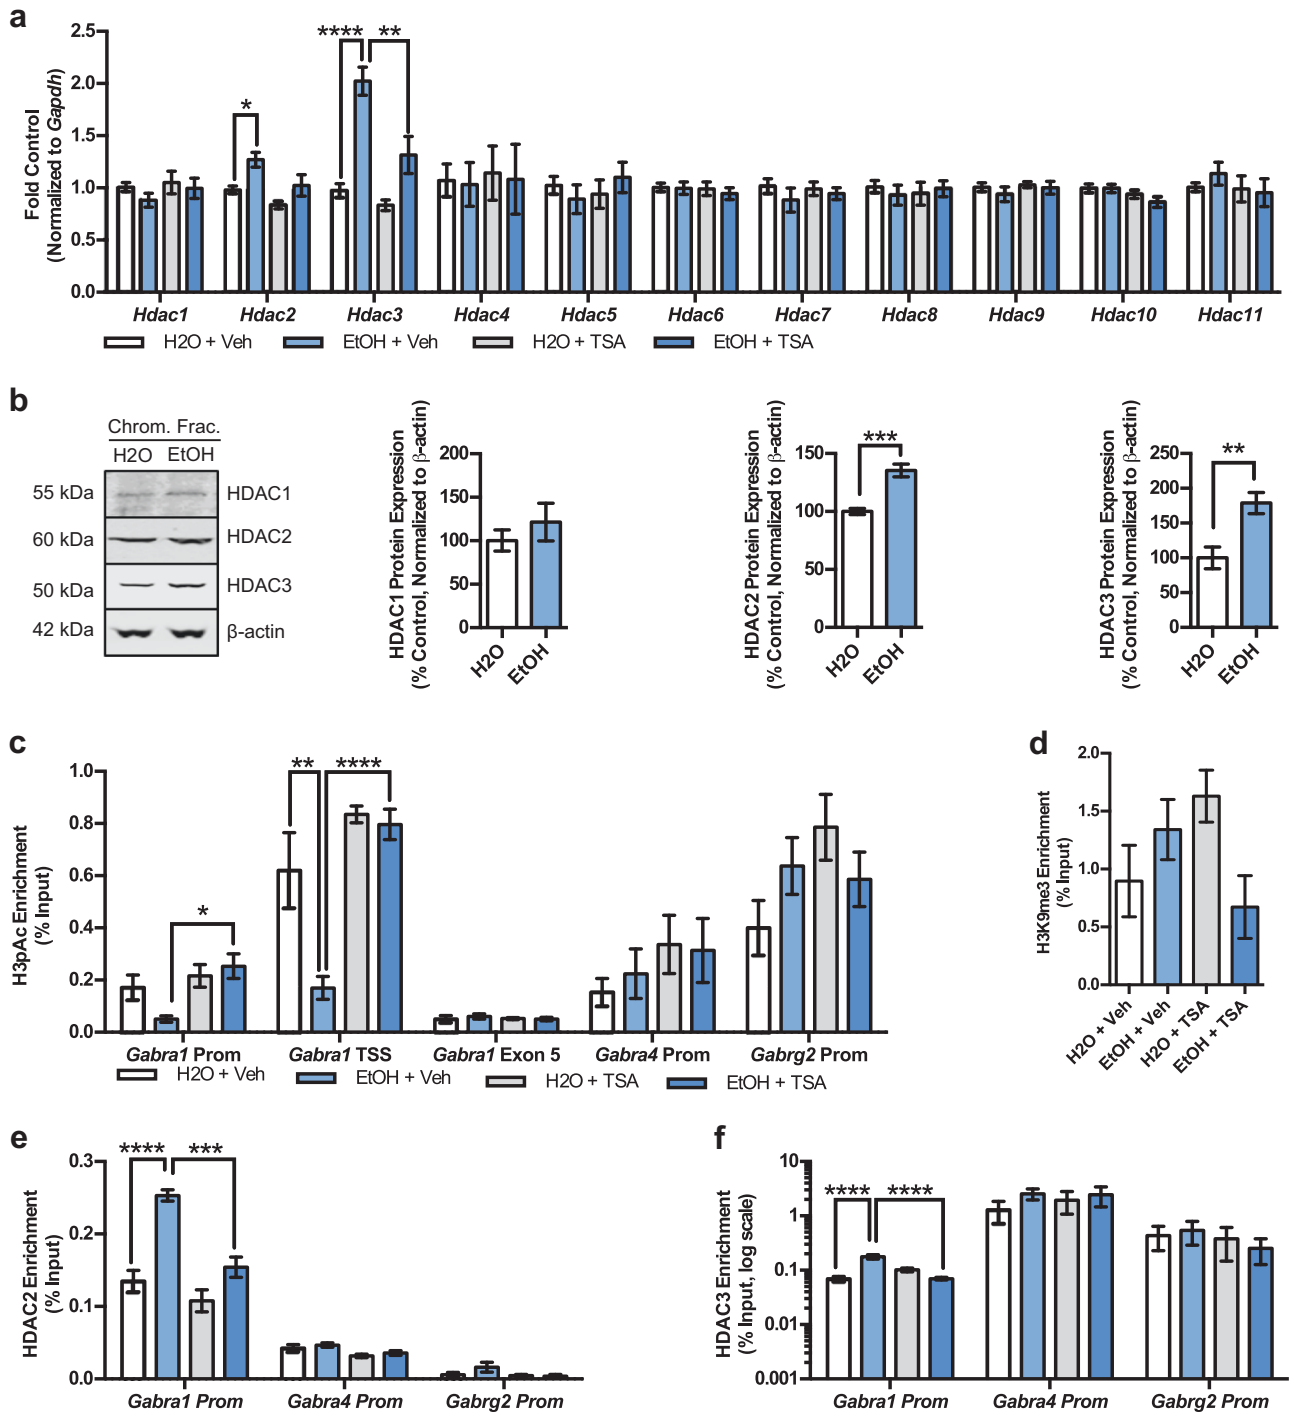 a
Fold Control
(Normalized to Gapdh)
2.5
2.0
1.5
1.0
0.5
0.0
*
****
**
Hdac1
Hdac2
Hdac3
Hdac4
Hdac5
Hdac6
Hdac7
Hdac8
Hdac9
Hdac10
Hdac11
H2O + Veh
EtOH + Veh
H2O + TSA
EtOH + TSA
b
Chrom. Frac.
H2O
EtOH
55 kDa
HDAC1
60 kDa
HDAC2
50 kDa
HDAC3
42 kDa
β-actin
HDAC1 Protein Expression
(% Control, Normalized to β-actin)
200
150
100
50
0
H2O
EtOH
HDAC2 Protein Expression
(% Control, Normalized to β-actin)
150
100
50
0
***
H2O
EtOH
HDAC3 Protein Expression
(% Control, Normalized to β-actin)
250
200
150
100
50
0
**
H2O
EtOH
c
H3pAc Enrichment
(% Input)
1.0
0.8
0.6
0.4
0.2
0.0
*
**
****
Gabra1 Prom
Gabra1 TSS
Gabra1 Exon 5
Gabra4 Prom
Gabrg2 Prom
H2O + Veh
EtOH + Veh
H2O + TSA
EtOH + TSA
d
H3K9me3 Enrichment
(% Input)
2.0
1.5
1.0
0.5
0.0
H2O + Veh
EtOH + Veh
H2O + TSA
EtOH + TSA
e
HDAC2 Enrichment
(% Input)
0.3
0.2
0.1
0.0
****
***
Gabra1 Prom
Gabra4 Prom
Gabrg2 Prom
f
HDAC3 Enrichment
(% Input, log scale)
10
1
0.1
0.01
0.001
****
****
Gabra1 Prom
Gabra4 Prom
Gabrg2 Prom